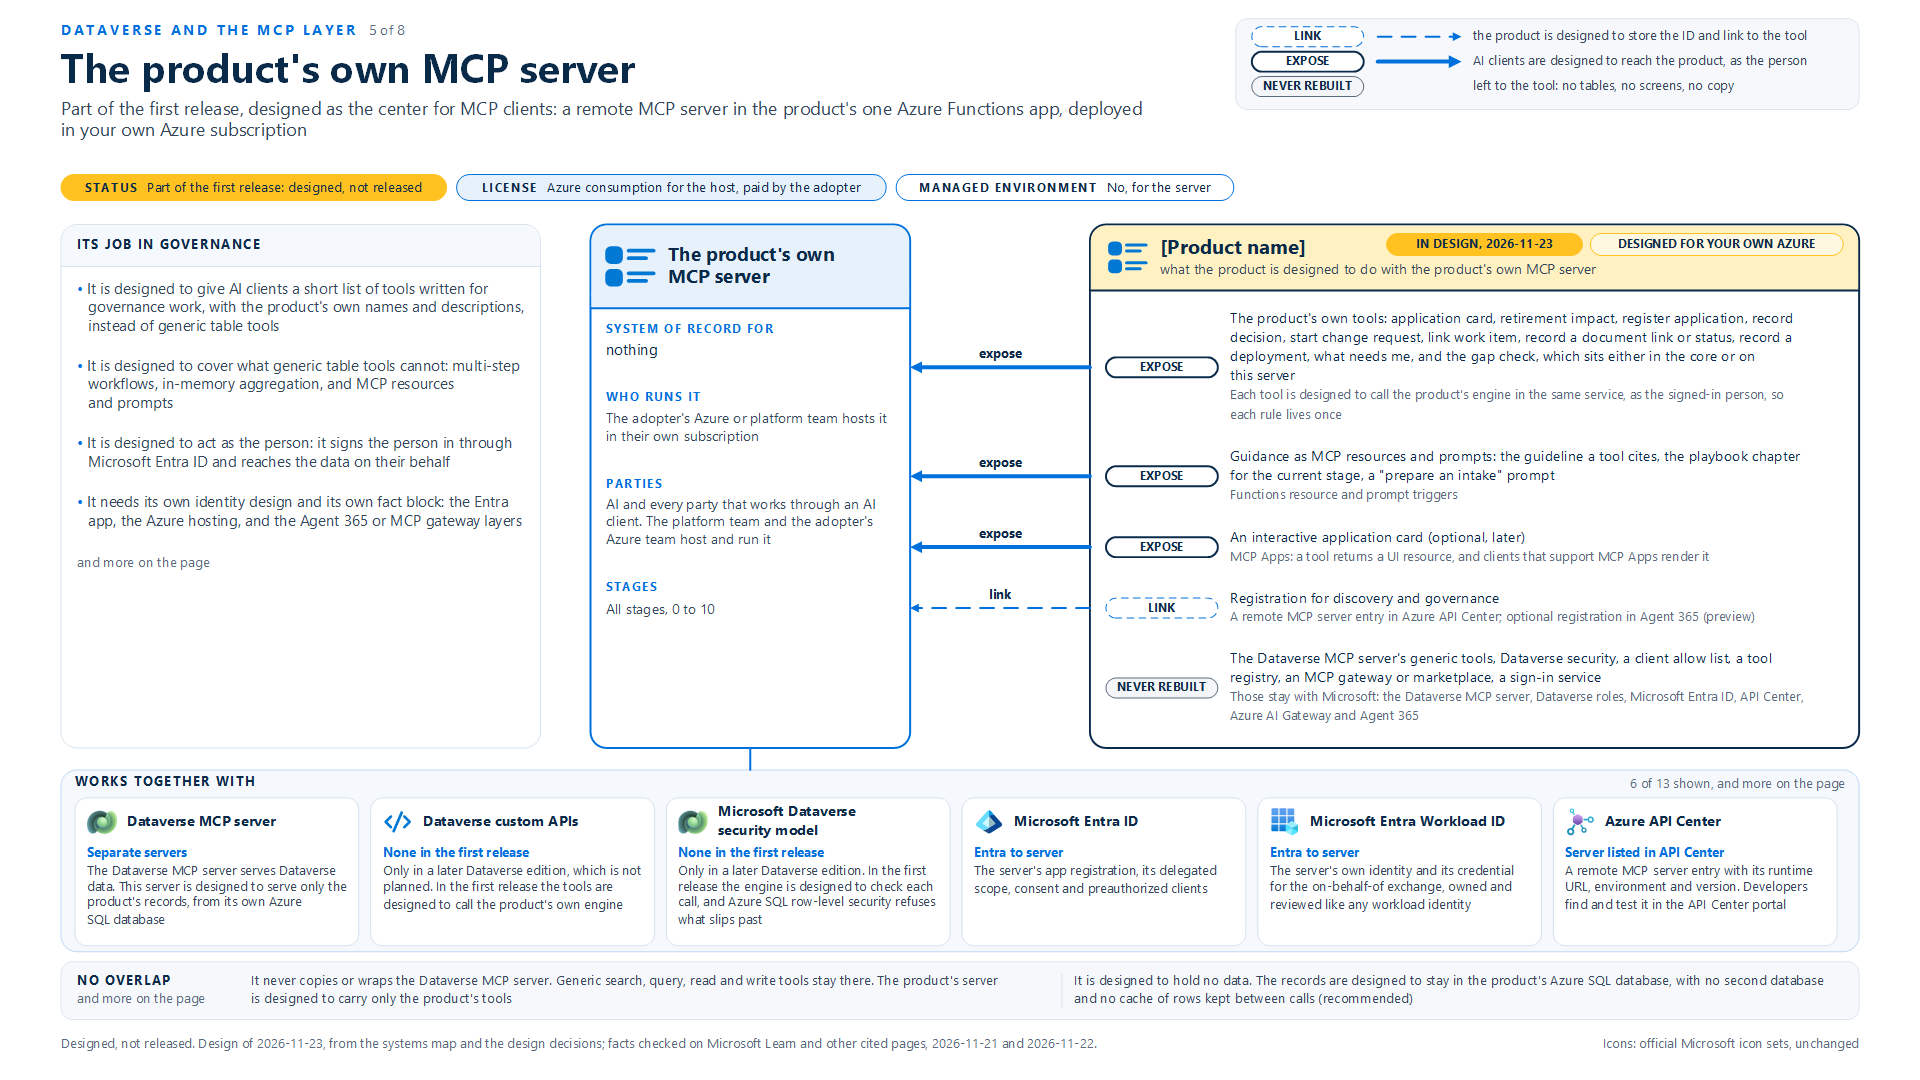 DATAVERSE AND THE MCP LAYER 5 of 8
The product's own MCP server
Part of the first release, designed as the center for MCP clients: a remote MCP server in the product's one Azure Functions app, deployed
in your own Azure subscription
LINK the product is designed to store the ID and link to the tool
EXPOSE AI clients are designed to reach the product, as the person
NEVER REBUILT left to the tool: no tables, no screens, no copy
STATUS Part of the first release: designed, not released
LICENSE Azure consumption for the host, paid by the adopter
MANAGED ENVIRONMENT No, for the server
ITS JOB IN GOVERNANCE
• It is designed to give AI clients a short list of tools written for
governance work, with the product's own names and descriptions,
instead of generic table tools
• It is designed to cover what generic table tools cannot: multi-step
workflows, in-memory aggregation, and MCP resources
and prompts
• It is designed to act as the person: it signs the person in through
Microsoft Entra ID and reaches the data on their behalf
• It needs its own identity design and its own fact block: the Entra
app, the Azure hosting, and the Agent 365 or MCP gateway layers
and more on the page
The product's own
MCP server
SYSTEM OF RECORD FOR
nothing
WHO RUNS IT
The adopter's Azure or platform team hosts it
in their own subscription
PARTIES
AI and every party that works through an AI
client. The platform team and the adopter's
Azure team host and run it
STAGES
All stages, 0 to 10
expose
expose
expose
link
[Product name]
IN DESIGN, 2026-11-23
DESIGNED FOR YOUR OWN AZURE
what the product is designed to do with the product's own MCP server
EXPOSE
The product's own tools: application card, retirement impact, register application, record
decision, start change request, link work item, record a document link or status, record a
deployment, what needs me, and the gap check, which sits either in the core or on
this server
Each tool is designed to call the product's engine in the same service, as the signed-in person, so
each rule lives once
EXPOSE
Guidance as MCP resources and prompts: the guideline a tool cites, the playbook chapter
for the current stage, a "prepare an intake" prompt
Functions resource and prompt triggers
EXPOSE
An interactive application card (optional, later)
MCP Apps: a tool returns a UI resource, and clients that support MCP Apps render it
LINK
Registration for discovery and governance
A remote MCP server entry in Azure API Center; optional registration in Agent 365 (preview)
NEVER REBUILT
The Dataverse MCP server's generic tools, Dataverse security, a client allow list, a tool
registry, an MCP gateway or marketplace, a sign-in service
Those stay with Microsoft: the Dataverse MCP server, Dataverse roles, Microsoft Entra ID, API Center,
Azure AI Gateway and Agent 365
WORKS TOGETHER WITH
6 of 13 shown, and more on the page
Dataverse MCP server
Separate servers
The Dataverse MCP server serves Dataverse
data. This server is designed to serve only the
product's records, from its own Azure
SQL database
Dataverse custom APIs
None in the first release
Only in a later Dataverse edition, which is not
planned. In the first release the tools are
designed to call the product's own engine
Microsoft Dataverse
security model
None in the first release
Only in a later Dataverse edition. In the first
release the engine is designed to check each
call, and Azure SQL row-level security refuses
what slips past
Microsoft Entra ID
Entra to server
The server's app registration, its delegated
scope, consent and preauthorized clients
Microsoft Entra Workload ID
Entra to server
The server's own identity and its credential
for the on-behalf-of exchange, owned and
reviewed like any workload identity
Azure API Center
Server listed in API Center
A remote MCP server entry with its runtime
URL, environment and version. Developers
find and test it in the API Center portal
NO OVERLAP
and more on the page
It never copies or wraps the Dataverse MCP server. Generic search, query, read and write tools stay there. The product's server
is designed to carry only the product's tools
It is designed to hold no data. The records are designed to stay in the product's Azure SQL database, with no second database
and no cache of rows kept between calls (recommended)
Designed, not released. Design of 2026-11-23, from the systems map and the design decisions; facts checked on Microsoft Learn and other cited pages, 2026-11-21 and 2026-11-22.
Icons: official Microsoft icon sets, unchanged